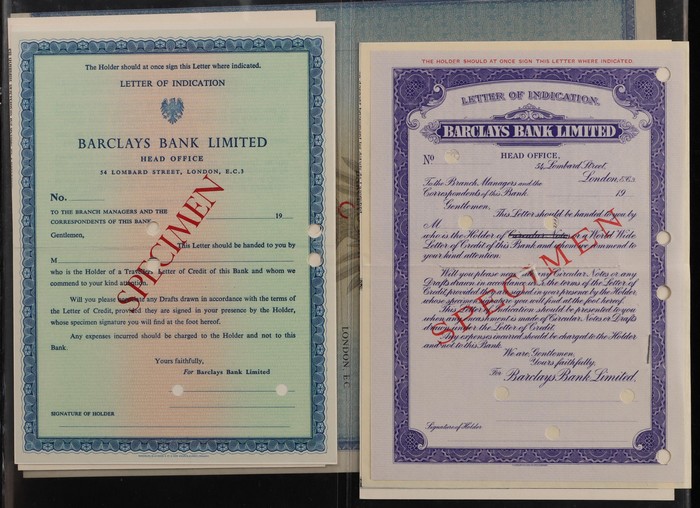 The Holder should at once sign this Letter where indicated.
LETTER OF INDICATION
BARCLAYS BANK LIMITED
HEAD OFFICE
54 LOMBARD STREET, LONDON, E.C.3
No.
19
TO THE BRANCH MANAGERS AND THE
CORRESPONDENTS OF THIS BANK
Gentlemen,
This Letter should be handed to you by
M
who is the Holder of a Letter of Credit of this Bank and whom we
commend to your kind attention.
Will you please any Drafts drawn in accordance with the terms of
the Letter of Credit, provided they are signed in your presence by the Holder,
whose specimen signature you will find at the foot hereof.
Any expenses incurred should be charged to the Holder and not to this
Bank.
Yours faithfully,
For Barclays Bank Limited
SIGNATURE OF HOLDER
SPECIMEN
LONDON E.C.
THE HOLDER SHOULD AT ONCE SIGN THIS LETTER WHERE INDICATED.
LETTER OF INDICATION.
BARCLAYS BANK LIMITED
No
HEAD OFFICE,
54, Lombard Street,
London, E.C.3
19
To the Branch Managers and the
Correspondents of this Bank.
Gentlemen,
This Letter should be handed to you by
M
who is the Holder of Circular Notes or a World Wide
Letter of Credit of this Bank and whom we commend to
your kind attention.
Will you please any Circular Notes or any
Drafts drawn in accordance with the terms of the Letter
of Credit provided they are signed in your presence by the Holder
whose specimen signature you will find at the foot hereof.
This Letter of Indication should be presented to you
when encashment is made of Circular Notes or Drafts
drawn under the Letter of Credit.
Any expenses incurred should be charged to the Holder
and not to this Bank.
We are, Gentlemen,
Yours faithfully,
For Barclays Bank Limited,
Signature of Holder
SPECIMEN